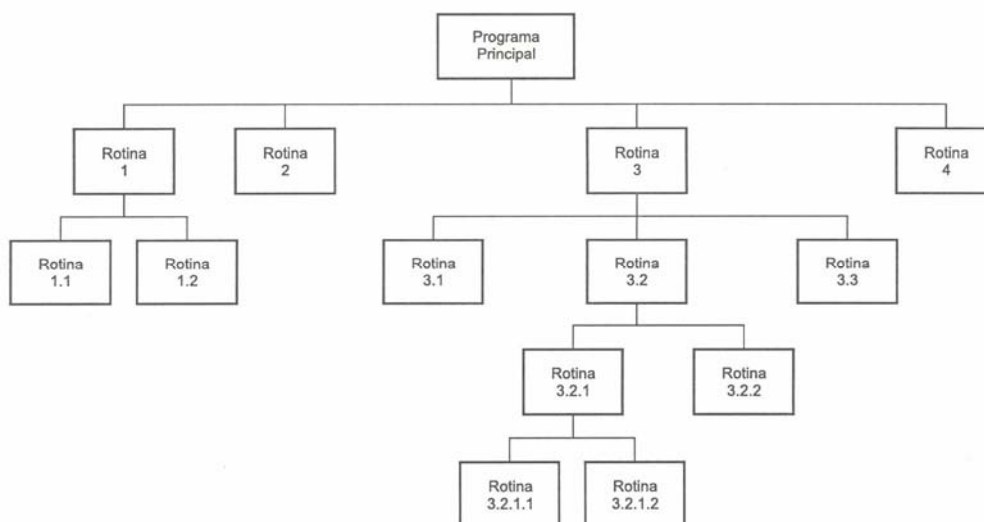 Programa
Principal
Rotina
1
Rotina
2
Rotina
3
Rotina
4
Rotina
1.1
Rotina
1.2
Rotina
3.1
Rotina
3.2
Rotina
3.3
Rotina
3.2.1
Rotina
3.2.2
Rotina
3.2.1.1
Rotina
3.2.1.2